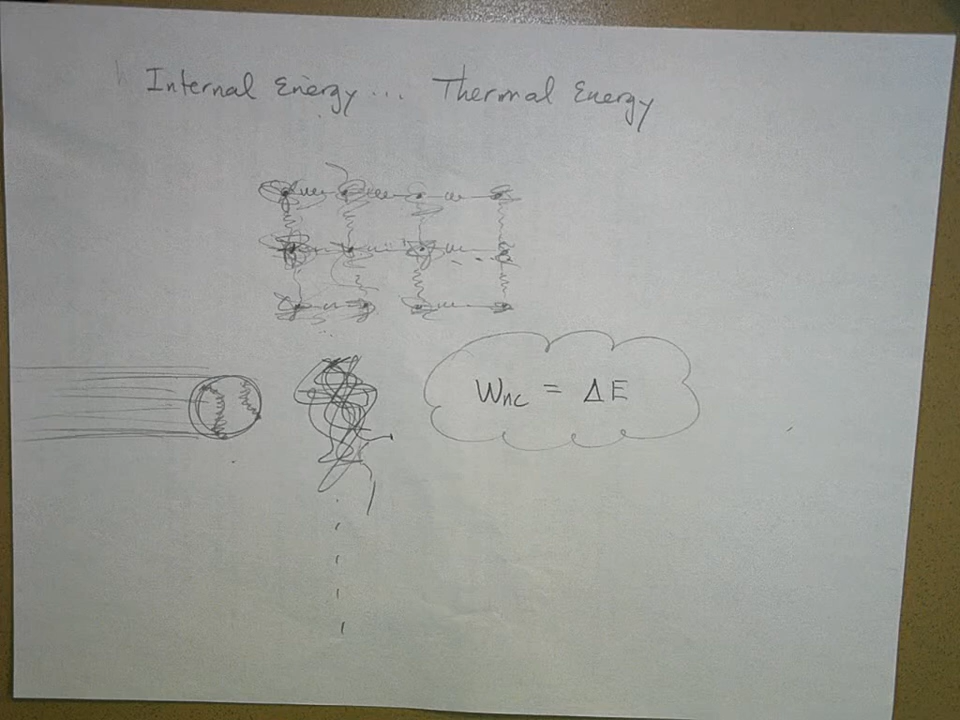 Internal Energy ... Thermal Energy
Wnc = ΔE